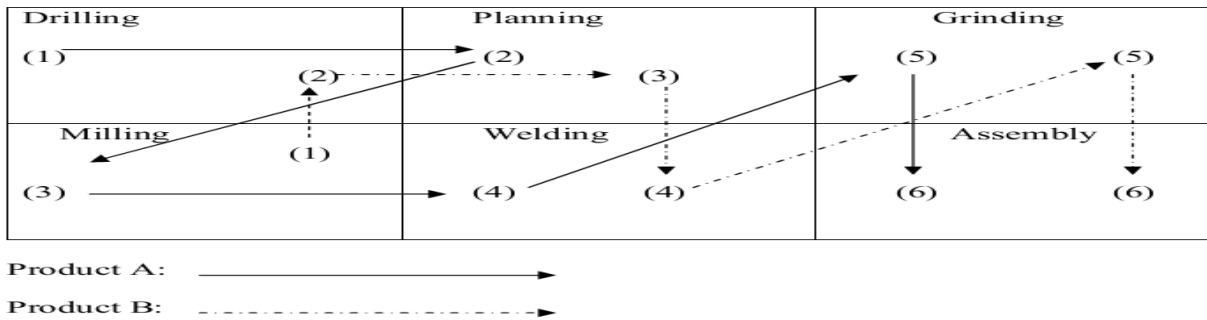 Drilling Planning Grinding
(1) (2) (5) (5)
(2) (3)
Milling Welding Assembly
(1)
(3) (4) (4) (6) (6)
Product A:
Product B: